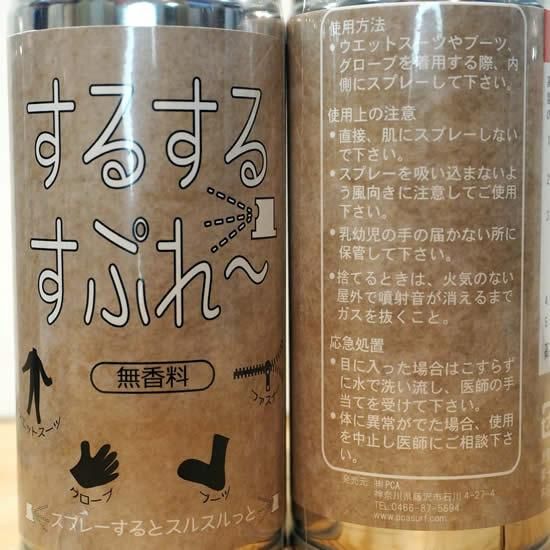 するする
すぷれ〜
無香料
ウエットスーツ
ファスナー
グローブ
ブーツ
スプレーするとスルスルっと
使用方法
•ウエットスーツやブーツ、
グローブを着用する際、内
側にスプレーして下さい。
使用上の注意
•直接、肌にスプレーしない
で下さい。
•スプレーを吸い込まないよ
う風向きに注意してご使用
下さい。
•乳幼児の手の届かない所に
保管して下さい。
•捨てるときは、火気のない
屋外で噴射音が消えるまで
ガスを抜くこと。
応急処置
•目に入った場合はこすらず
に水で洗い流し、医師の手
当てを受けて下さい。
•体に異常がでた場合、使用
を中止し医師にご相談下さ
い。
発売元 ㈲PCA
神奈川県藤沢市石川4-27-4
TEL.0466-87-5694
www.pcasurf.com